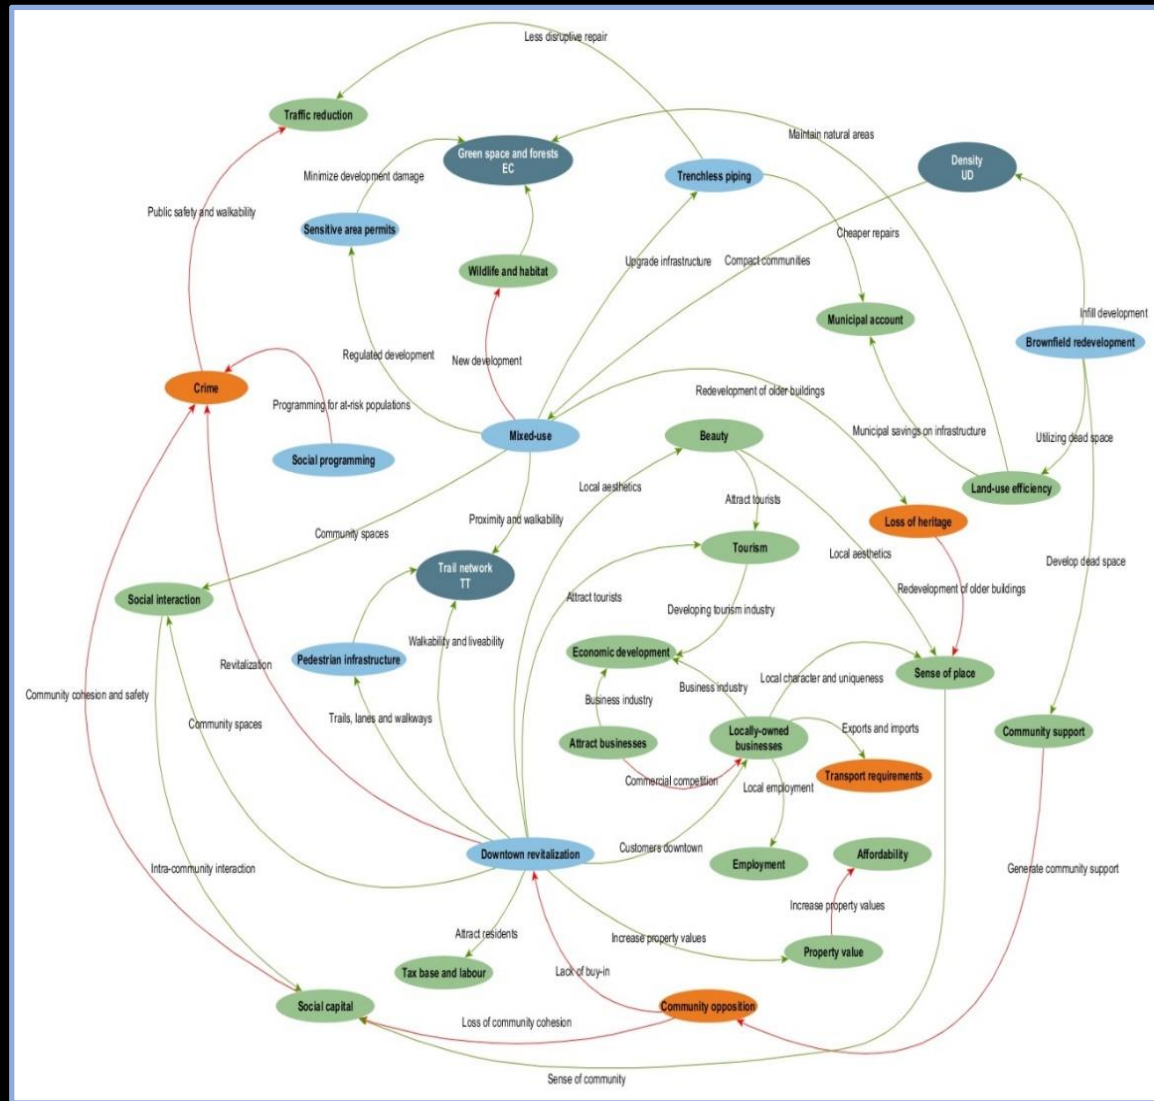 Less disruptive repair
Traffic reduction
Maintain natural areas
Green space and forests
EC
Density
UD
Minimize development damage
Trenchless piping
Public safety and walkability
Sensitive area permits
Cheaper repairs
Upgrade infrastructure
Compact communities
Wildlife and habitat
Municipal account
Infill development
Brownfield redevelopment
Regulated development
New development
Crime
Redevelopment of older buildings
Programming for at-risk populations
Mixed-use
Beauty
Municipal savings on infrastructure
Utilizing dead space
Social programming
Local aesthetics
Land-use efficiency
Attract tourists
Proximity and walkability
Loss of heritage
Community spaces
Tourism
Local aesthetics
Trail network
TT
Develop dead space
Social interaction
Attract tourists
Redevelopment of older buildings
Developing tourism industry
Walkability and liveability
Pedestrian infrastructure
Economic development
Revitalization
Sense of place
Local character and uniqueness
Business industry
Community cohesion and safety
Business industry
Community spaces
Trails, lanes and walkways
Attract businesses
Locally-owned
businesses
Exports and imports
Community support
Transport requirements
Commercial competition
Local employment
Customers downtown
Downtown revitalization
Employment
Affordability
Intra-community interaction
Generate community support
Increase property values
Attract residents
Increase property values
Property value
Tax base and labour
Lack of buy-in
Social capital
Community opposition
Loss of community cohesion
Sense of community